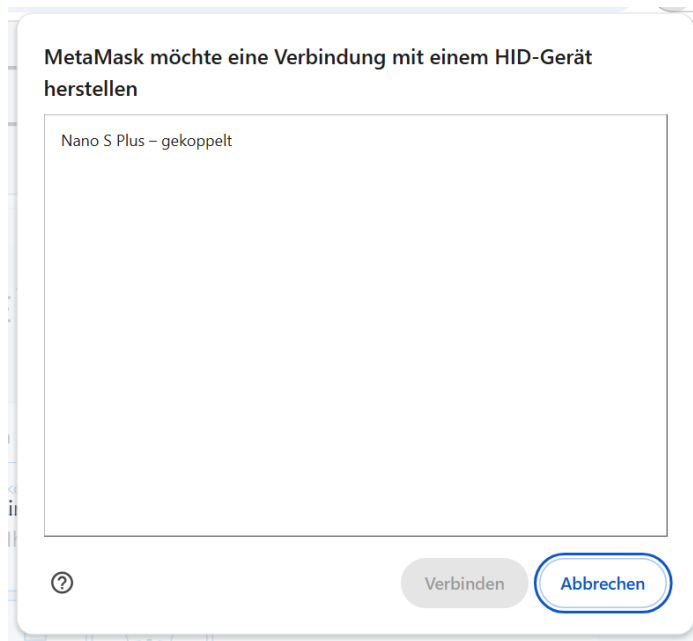 MetaMask möchte eine Verbindung mit einem HID-Gerät
herstellen
Nano S Plus – gekoppelt
Verbinden
Abbrechen